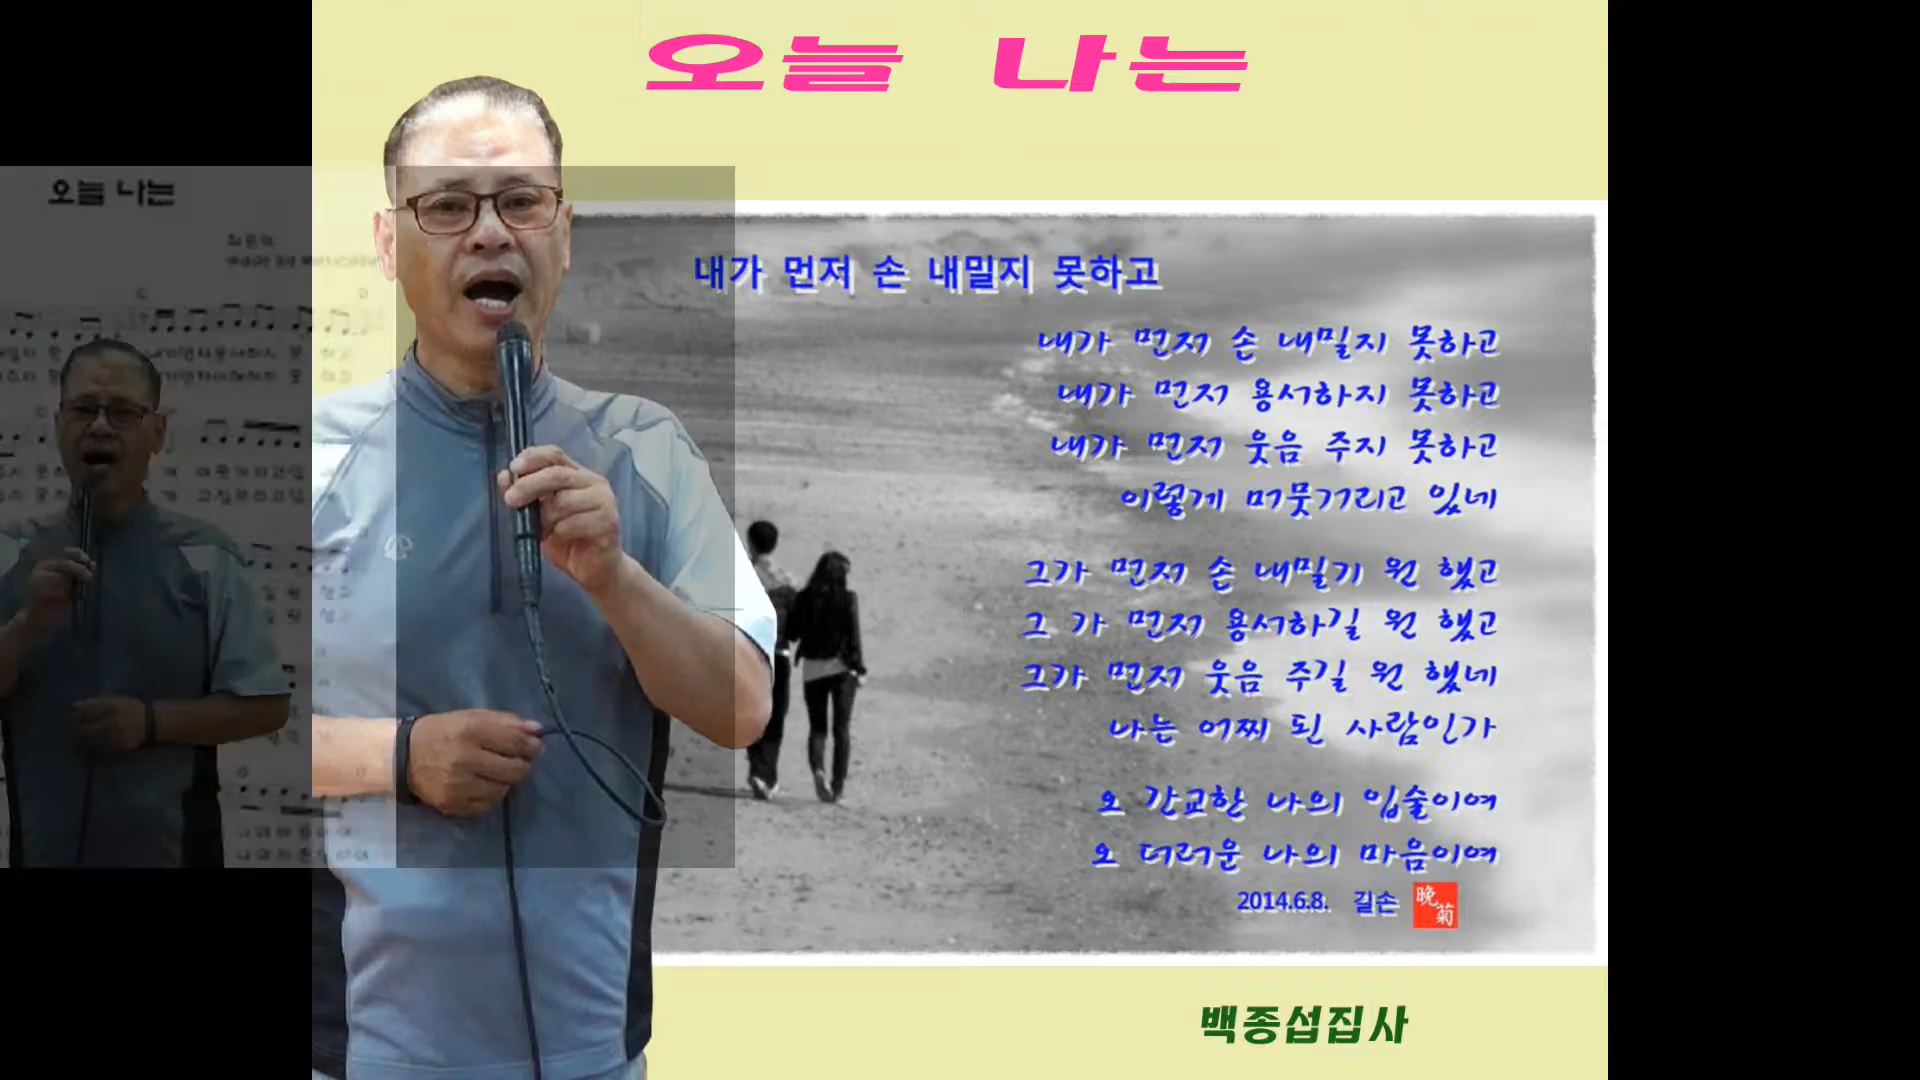 오늘 나는
오늘 나는
내가 먼저 손 내밀지 못하고
내가 먼저 손 내밀지 못하고
내가 먼저 용서하지 못하고
내가 먼저 웃음 주지 못하고
이렇게 머뭇거리고 있네
그가 먼저 손 내밀기 원 했고
그 가 먼저 용서하길 원 했고
그가 먼저 웃음 주길 원 했네
나는 어찌 된 사람인가
오 간교한 나의 입술이여
오 더러운 나의 마음이여
2014.6.8. 길손 晩菊
백종섭집사